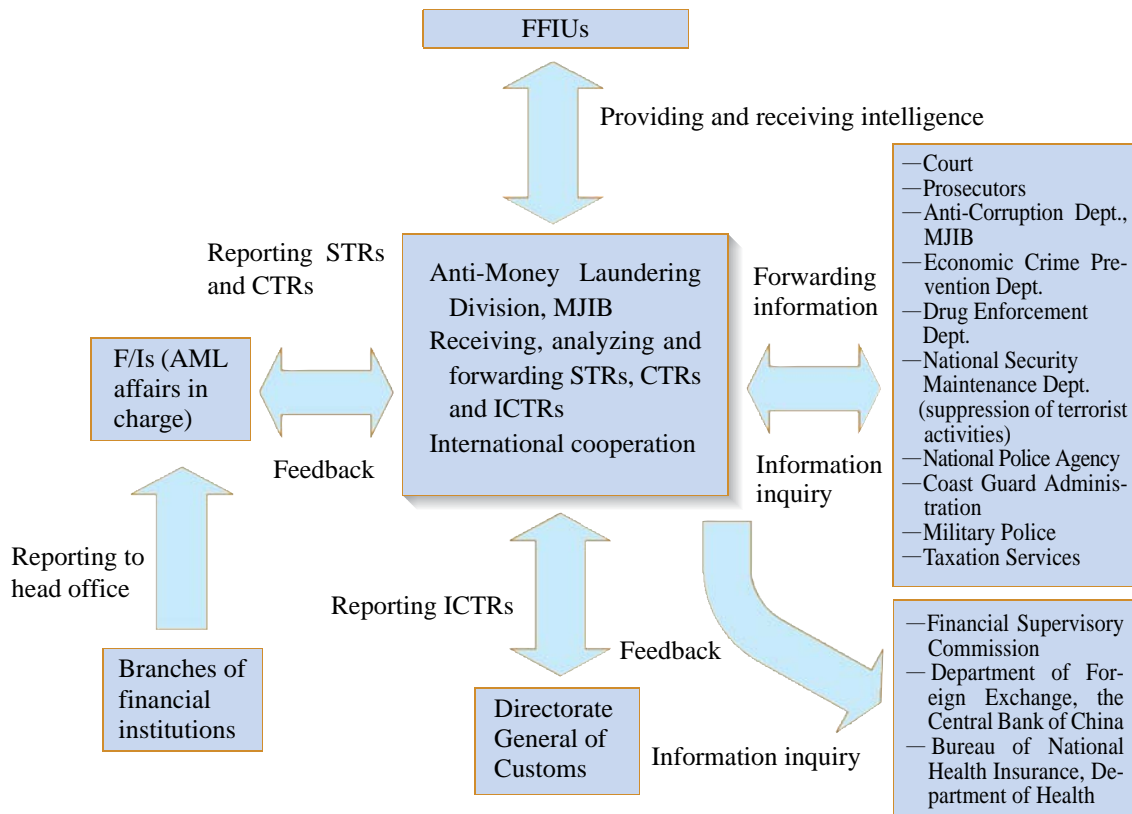 FFIUs
Providing and receiving intelligence
Reporting STRs
and CTRs
Anti-Money Laundering
Division, MJIB
Receiving, analyzing and
forwarding STRs, CTRs
and ICTRs
International cooperation
Forwarding
information
—Court
—Prosecutors
—Anti-Corruption Dept.,
MJIB
—Economic Crime Pre-
vention Dept.
—Drug Enforcement
Dept.
—National Security
Maintenance Dept.
(suppression of terrorist
activities)
—National Police Agency
—Coast Guard Adminis-
tration
—Military Police
—Taxation Services
F/Is (AML
affairs in
charge)
Feedback
Information
inquiry
Reporting to
head office
Reporting ICTRs
Feedback
Branches of
financial
institutions
Directorate
General of
Customs
Information inquiry
—Financial Supervisory
Commission
— Department of For-
eign Exchange, the
Central Bank of China
— Bureau of National
Health Insurance, De-
partment of Health